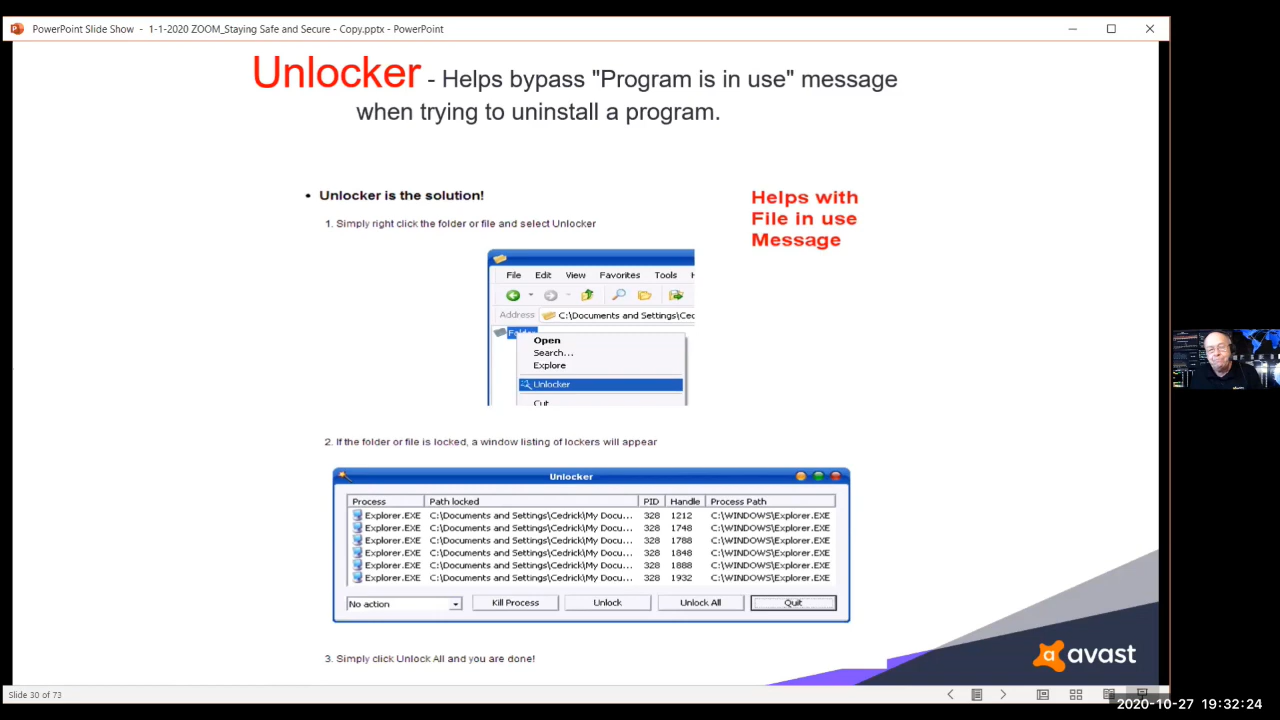 PowerPoint Slide Show - 1-1-2020 ZOOM_Staying Safe and Secure - Copy.pptx - PowerPoint
Unlocker - Helps bypass "Program is in use" message
when trying to uninstall a program.
• Unlocker is the solution!
Helps with
File in use
Message
1. Simply right click the folder or file and select Unlocker
File Edit View Favorites Tools
Address C:\Documents and Settings\Cec
Folder
Open
Search...
Explore
Unlocker
Cut
2. If the folder or file is locked, a window listing of lockers will appear
Unlocker
Process Path locked PID Handle Process Path
Explorer.EXE C:\Documents and Settings\Cedrick\My Docu... 328 1212 C:\WINDOWS\Explorer.EXE
Explorer.EXE C:\Documents and Settings\Cedrick\My Docu... 328 1748 C:\WINDOWS\Explorer.EXE
Explorer.EXE C:\Documents and Settings\Cedrick\My Docu... 328 1788 C:\WINDOWS\Explorer.EXE
Explorer.EXE C:\Documents and Settings\Cedrick\My Docu... 328 1848 C:\WINDOWS\Explorer.EXE
Explorer.EXE C:\Documents and Settings\Cedrick\My Docu... 328 1888 C:\WINDOWS\Explorer.EXE
Explorer.EXE C:\Documents and Settings\Cedrick\My Docu... 328 1932 C:\WINDOWS\Explorer.EXE
No action Kill Process Unlock Unlock All Quit
3. Simply click Unlock All and you are done!
avast
Slide 30 of 73
2020-10-27 19:32:24